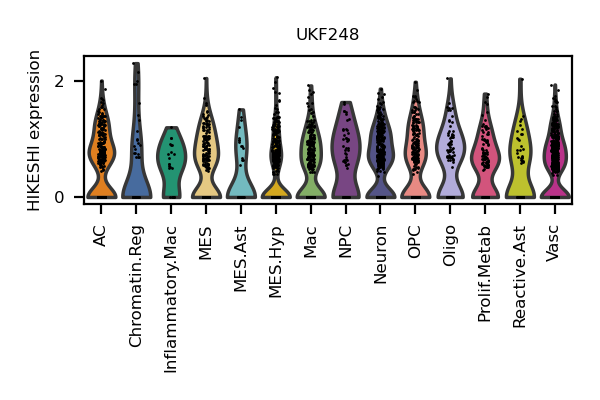 UKF248
HIKESHI expression
2
0
AC
Chromatin.Reg
Inflammatory.Mac
MES
MES.Ast
MES.Hyp
Mac
NPC
Neuron
OPC
Oligo
Prolif.Metab
Reactive.Ast
Vasc